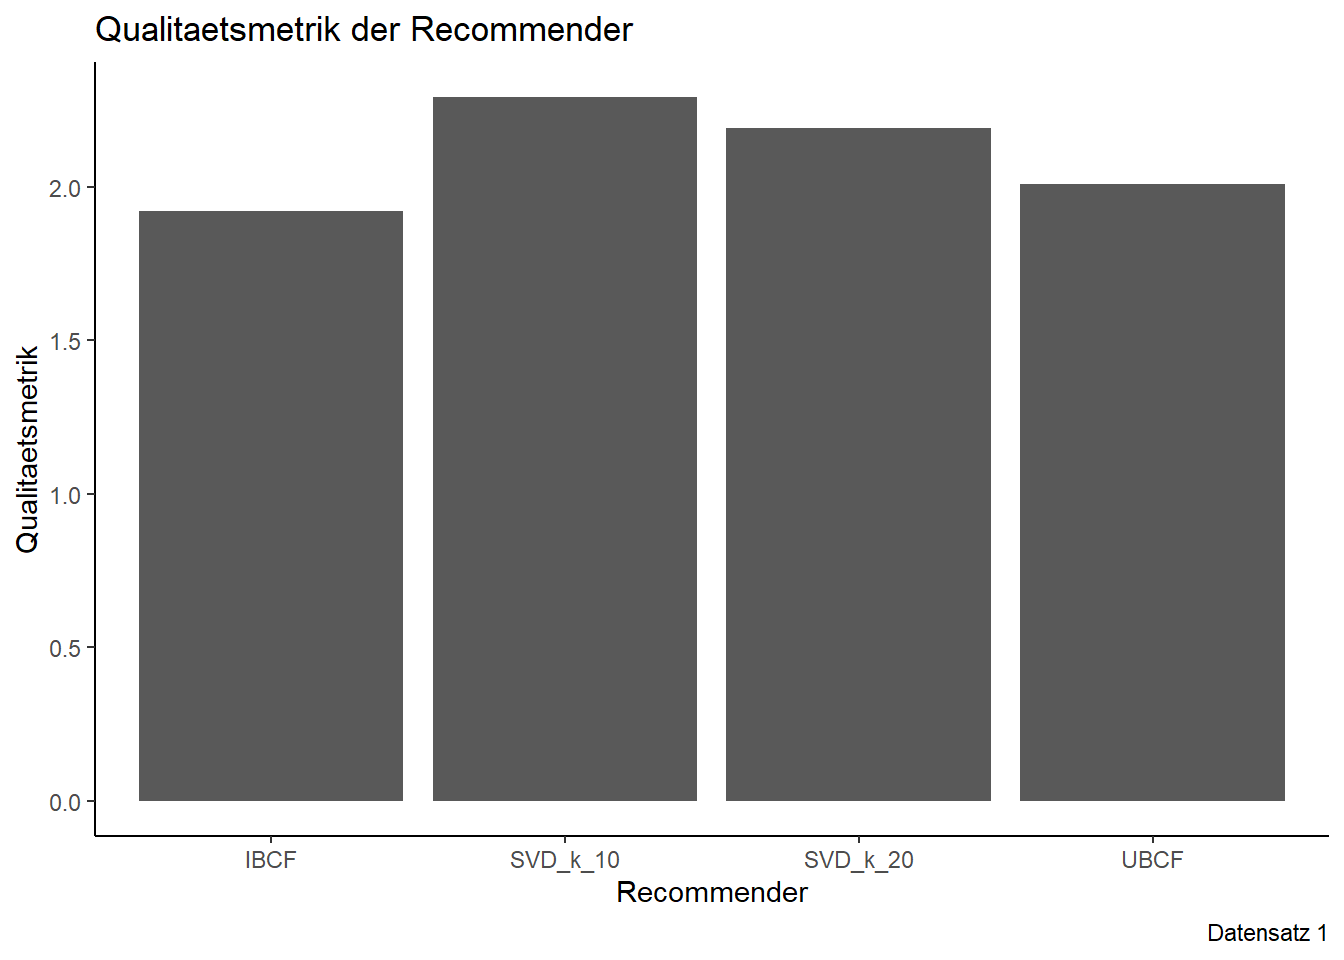 Qualitaetsmetrik der Recommender
Qualitaetsmetrik
2.0
1.5
1.0
0.5
0.0
IBCF
SVD_k_10
SVD_k_20
UBCF
Recommender
Datensatz 1